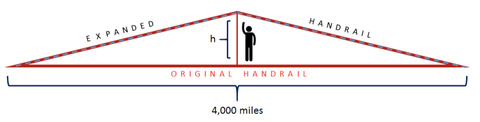 EXPANDED HANDRAIL
h
ORIGINAL HANDRAIL
4,000 miles